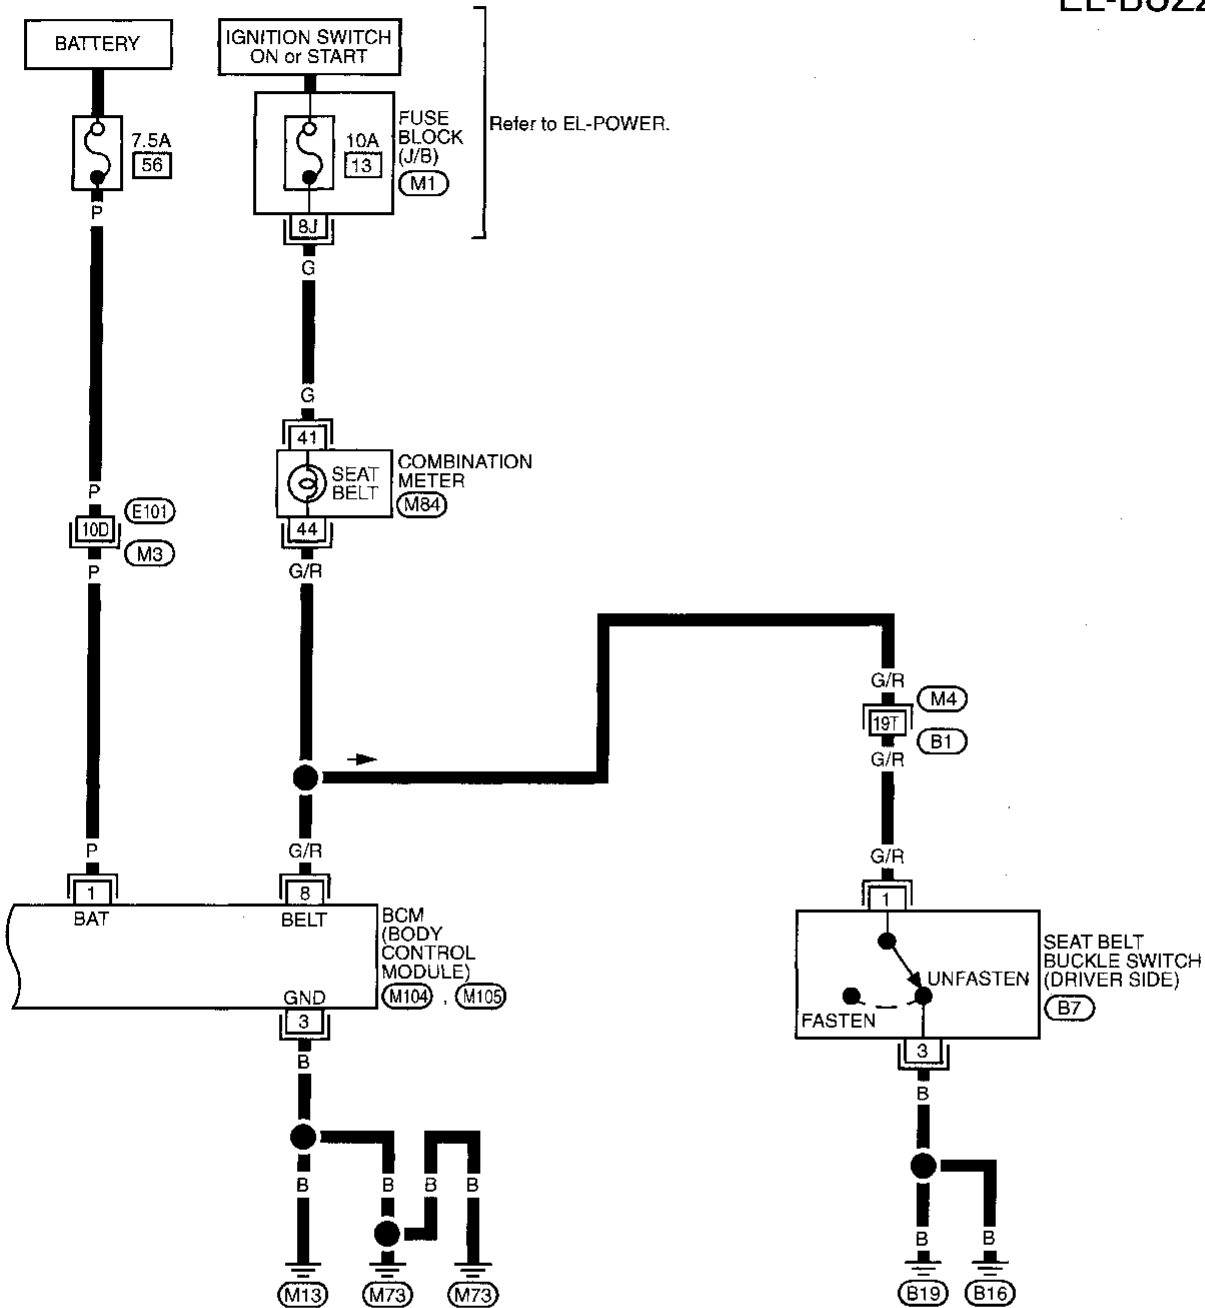 BATTERY
IGNITION SWITCH
ON or START
7.5A
56
10A
13
FUSE
BLOCK
(J/B)
M1
Refer to EL-POWER.
P
8J
G
G
41
SEAT
BELT
COMBINATION
METER
M84
44
G/R
P
10D
E101
M3
P
G/R
M4
19T
B1
G/R
P
G/R
G/R
1
BAT
8
BELT
BCM
(BODY
CONTROL
MODULE)
M104 , M105
GND
3
1
UNFASTEN
FASTEN
SEAT BELT
BUCKLE SWITCH
(DRIVER SIDE)
B7
3
B
B
B
B
B
B
B
B
M13
M73
M73
B19
B16